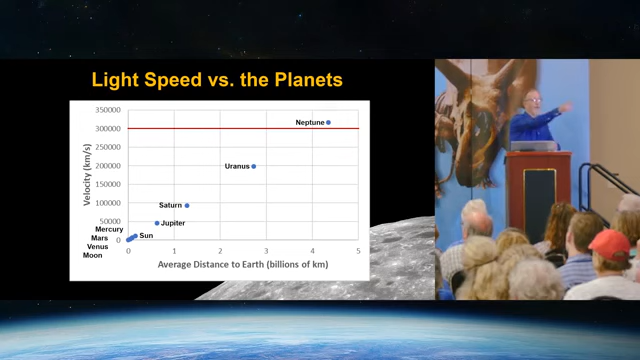 Light Speed vs. the Planets
350000
300000
250000
200000
150000
100000
50000
0
Velocity (km/s)
Neptune
Uranus
Saturn
Jupiter
Sun
Mercury
Mars
Venus
Moon
0 1 2 3 4 5
Average Distance to Earth (billions of km)